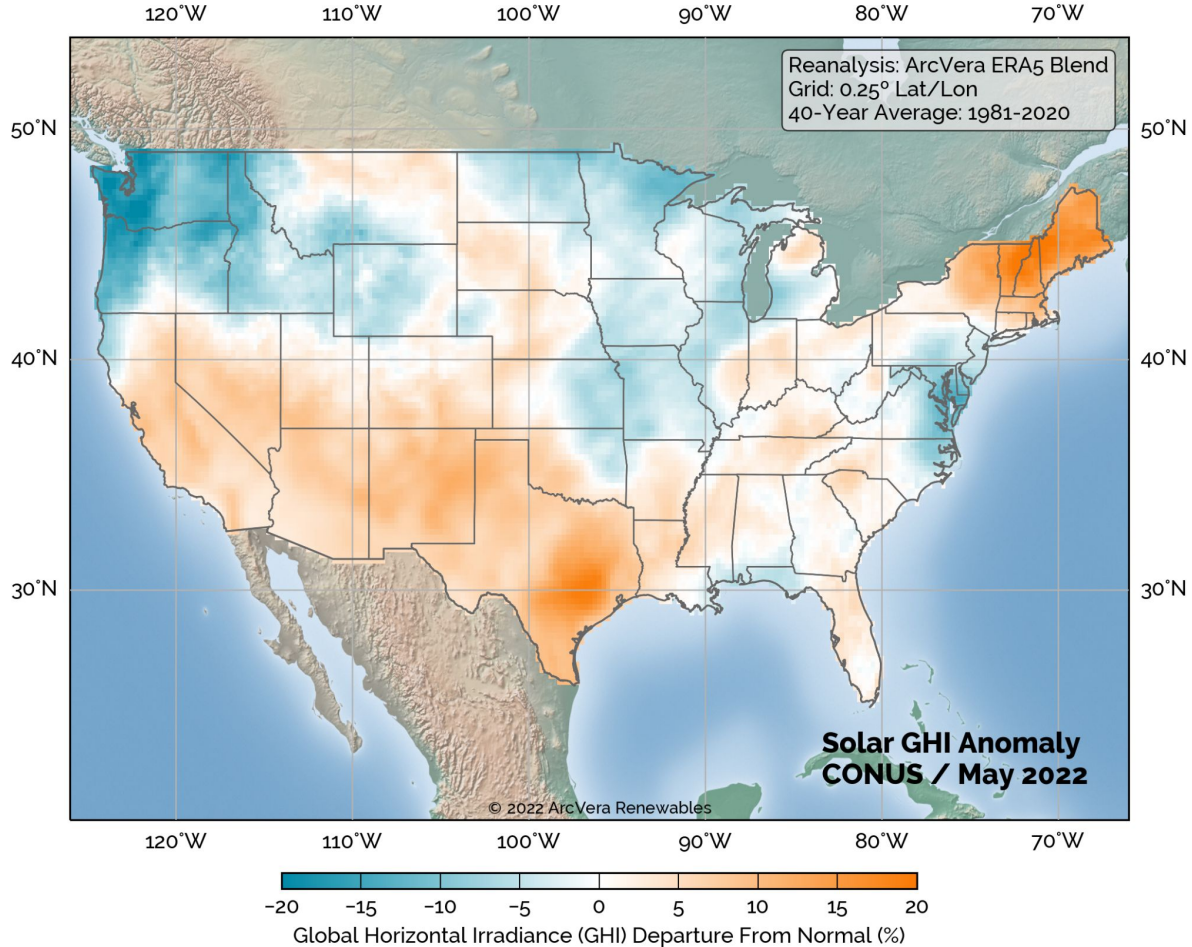 120°W 110°W 100°W 90°W 80°W 70°W
Reanalysis: ArcVera ERA5 Blend
Grid: 0.25º Lat/Lon
40-Year Average: 1981-2020
50°N 50°N
40°N 40°N
30°N 30°N
Solar GHI Anomaly
CONUS / May 2022
© 2022 ArcVera Renewables
120°W 110°W 100°W 90°W 80°W 70°W
−20 −15 −10 −5 0 5 10 15 20
Global Horizontal Irradiance (GHI) Departure From Normal (%)